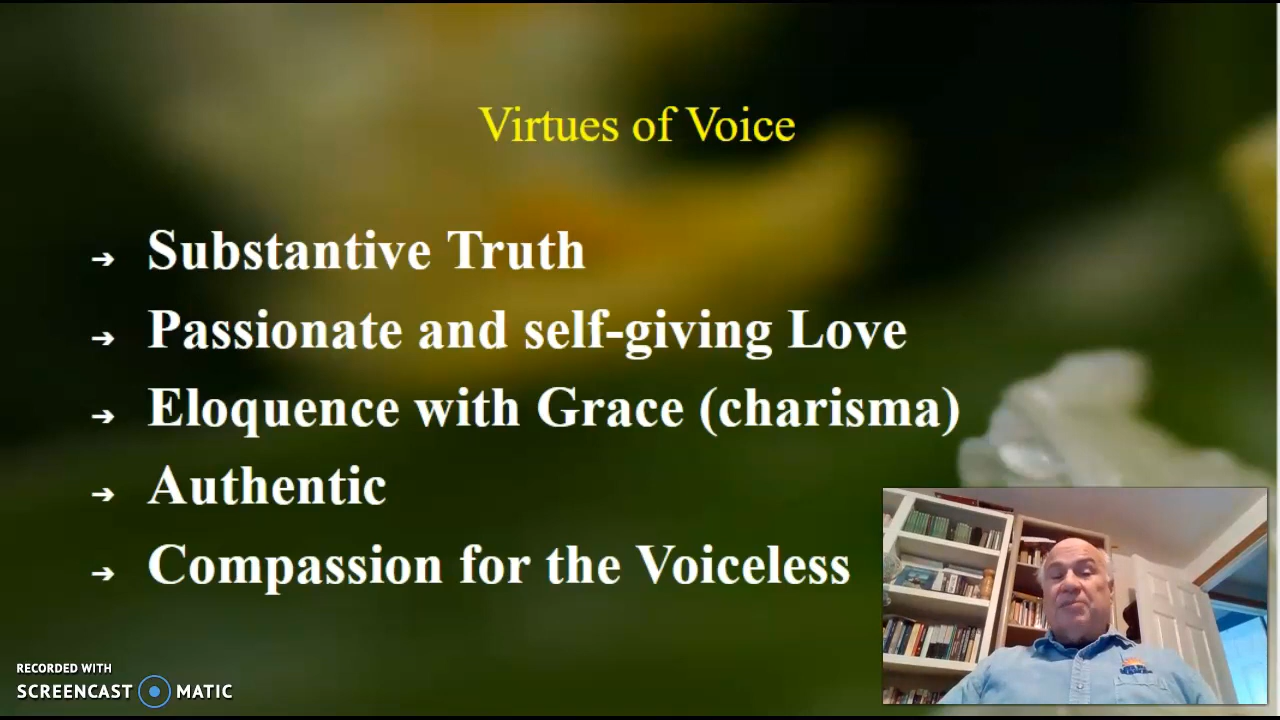 Virtues of Voice
➔ Substantive Truth
➔ Passionate and self-giving Love
➔ Eloquence with Grace (charisma)
➔ Authentic
➔ Compassion for the Voiceless
RECORDED WITH
SCREENCAST MATIC